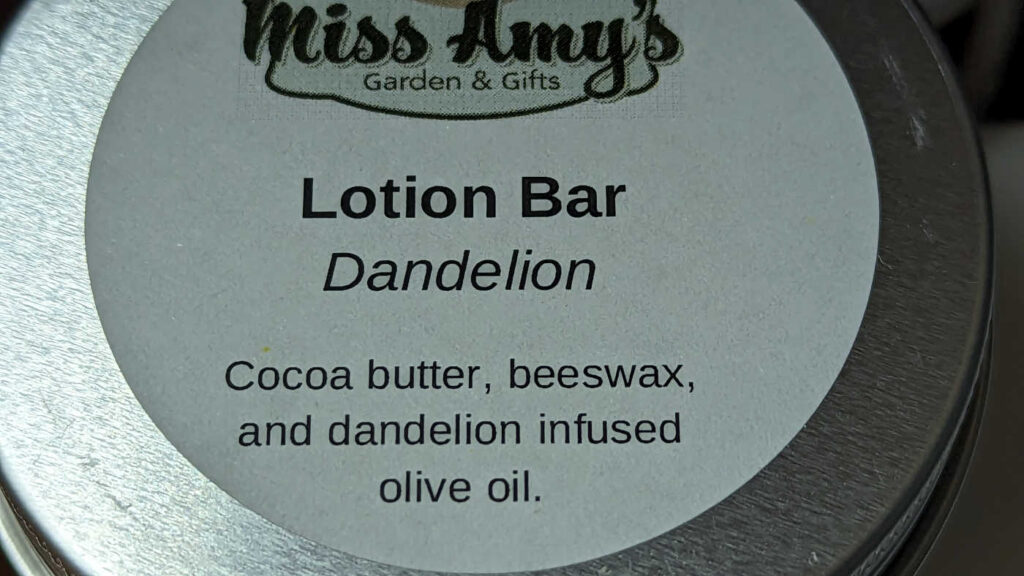 Miss Amy's
Garden & Gifts
Lotion Bar
Dandelion
Cocoa butter, beeswax,
and dandelion infused
olive oil.